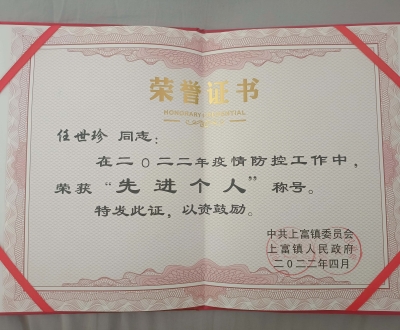 荣誉证书
HONORARY CREDENTIAL
任世珍 同志：
在二〇二二年疫情防控工作中，
荣获“先进个人”称号。
特发此证，以资鼓励。
中共上富镇委员会
上富镇人民政府
二〇二二年四月